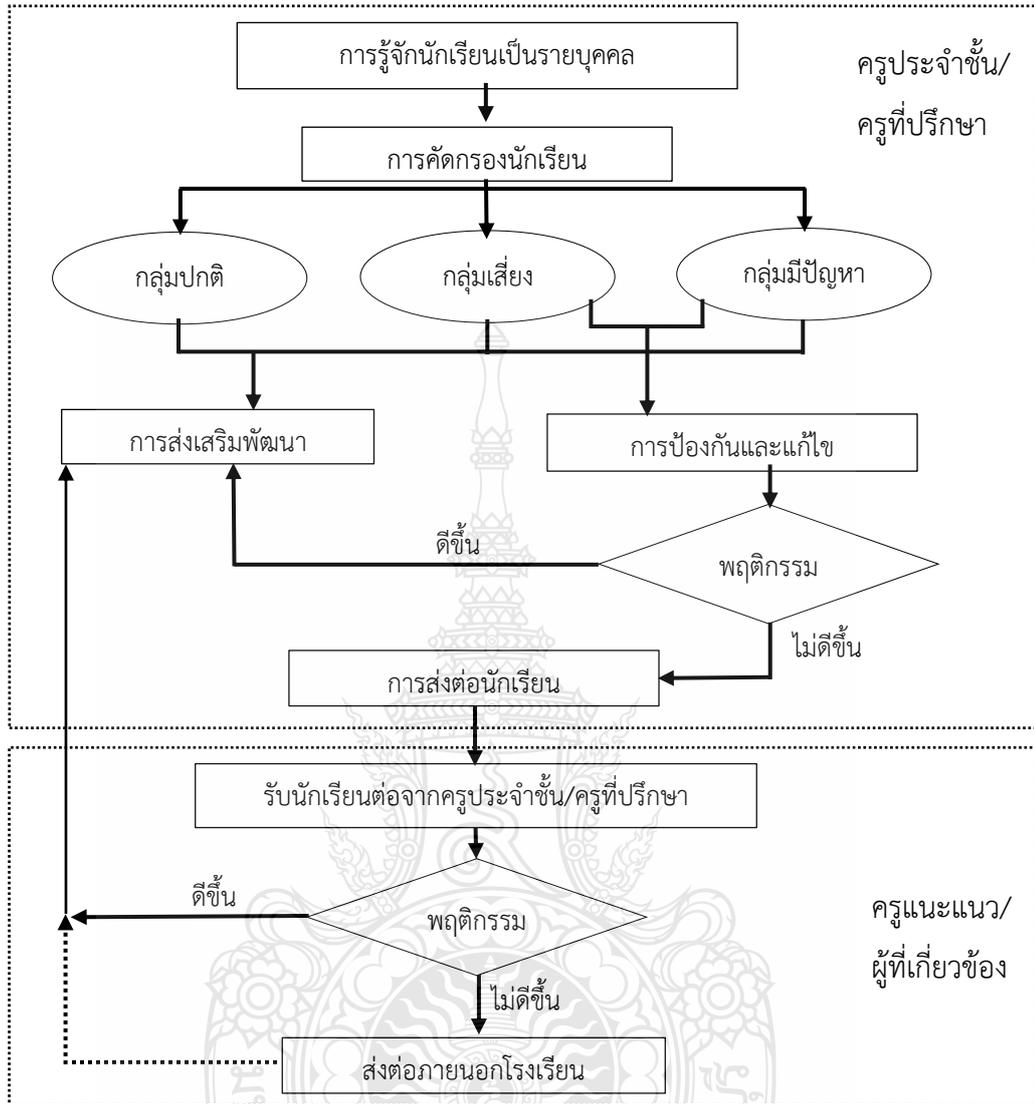 การรู้จักนักเรียนเป็นรายบุคคล
ครูประจำชั้น/
ครูที่ปรึกษา
การคัดกรองนักเรียน
กลุ่มปกติ
กลุ่มเสี่ยง
กลุ่มมีปัญหา
การส่งเสริมพัฒนา
การป้องกันและแก้ไข
ดีขึ้น
พฤติกรรม
ไม่ดีขึ้น
การส่งต่อนักเรียน
รับนักเรียนต่อจากครูประจำชั้น/ครูที่ปรึกษา
ดีขึ้น
พฤติกรรม
ครูแนะแนว/
ผู้ที่เกี่ยวข้อง
ไม่ดีขึ้น
ส่งต่อภายนอกโรงเรียน